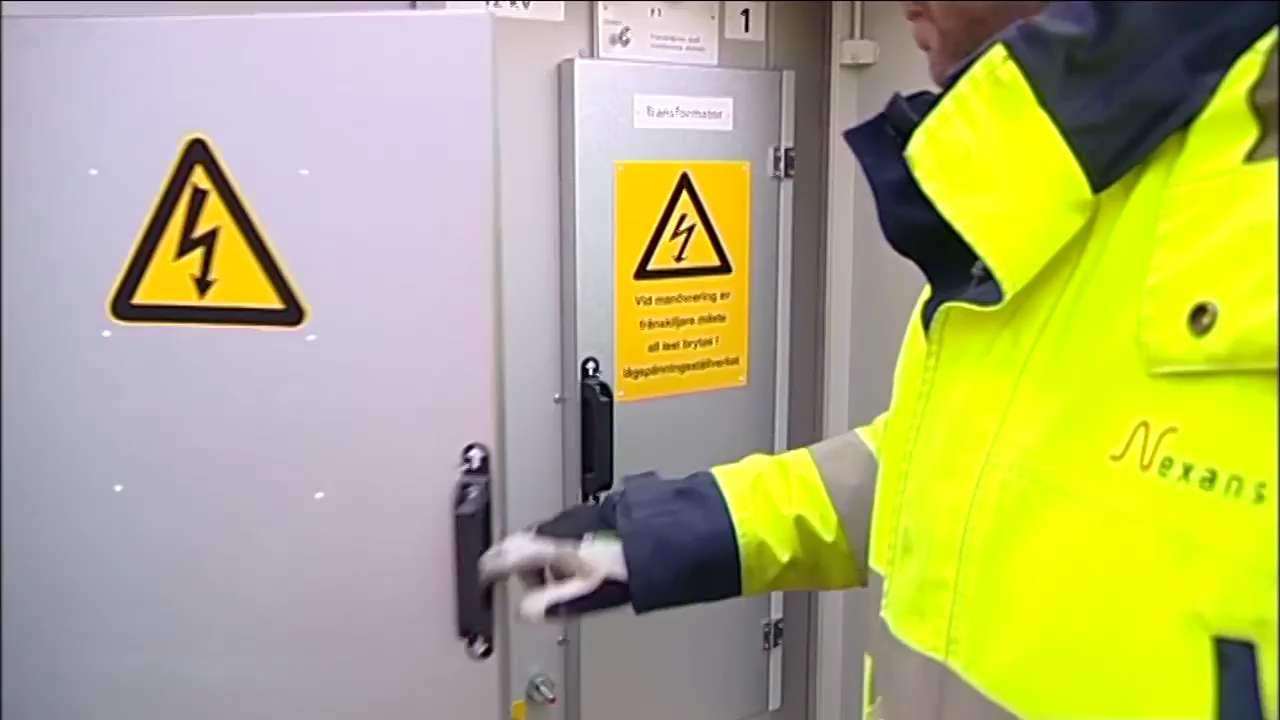 1
Transformator
Vid manövrering av
frånskiljare måste
all last brytas i
lågspänningsställverket
Nexans